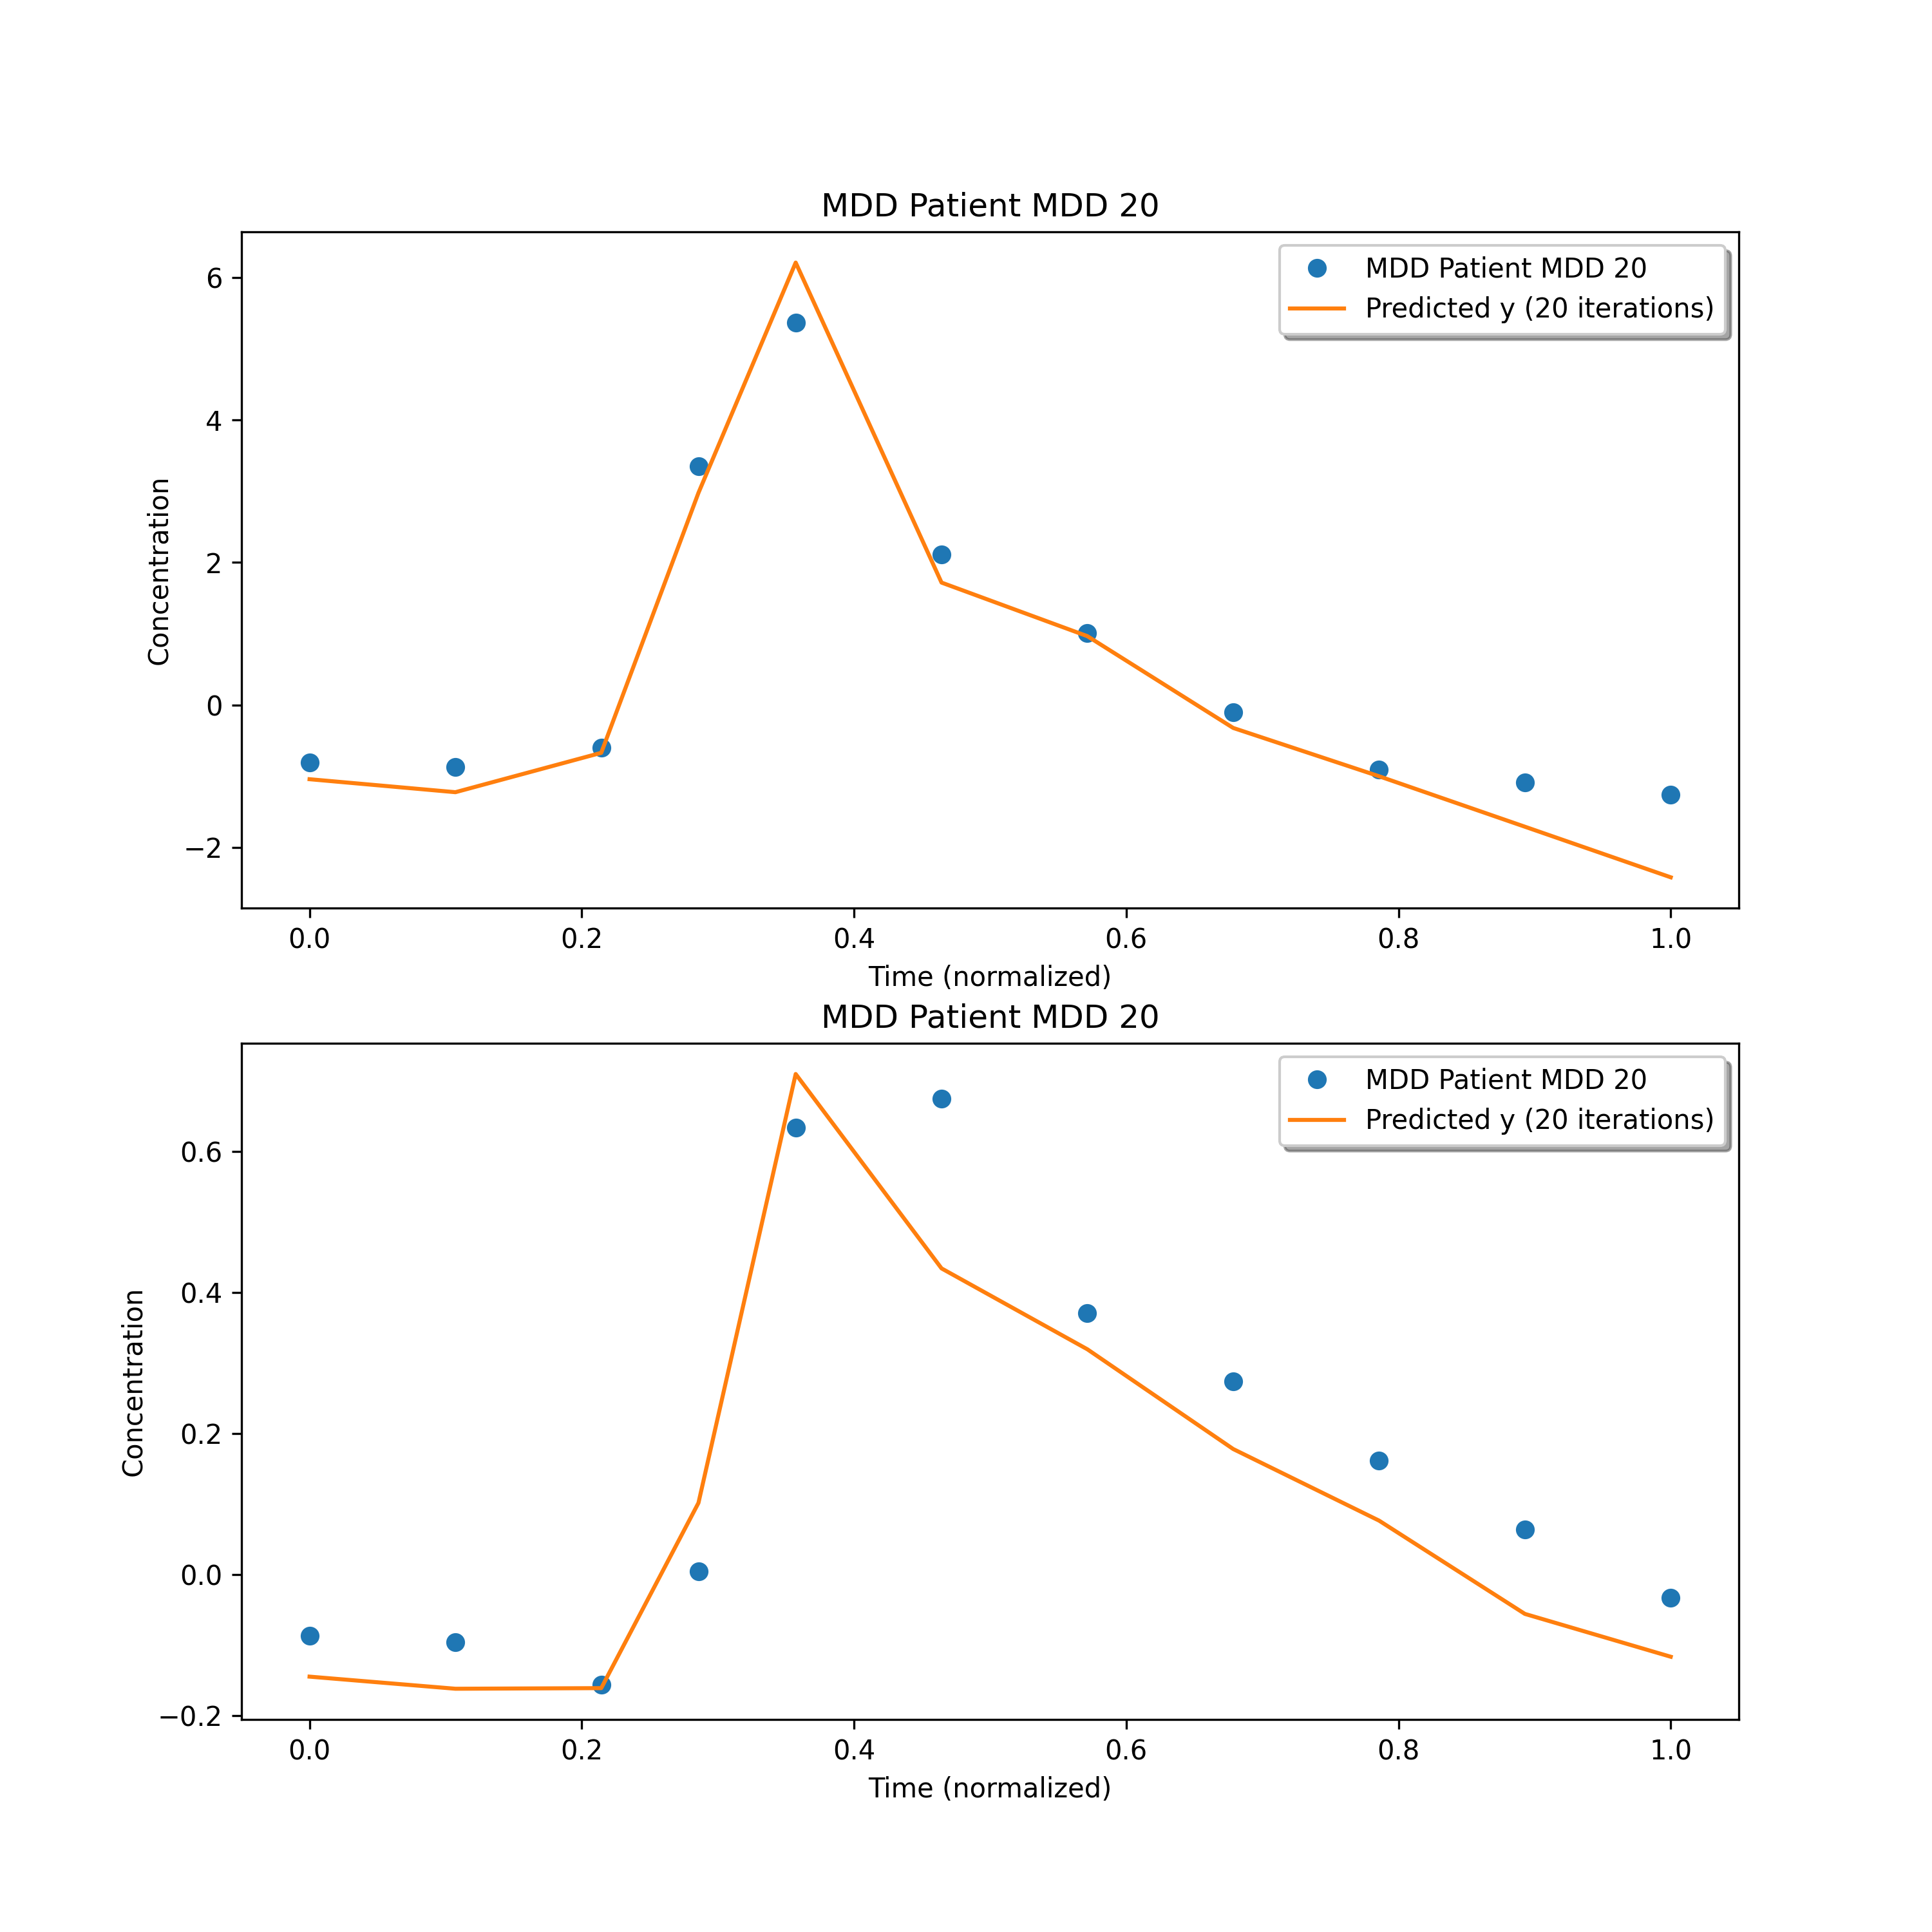 MDD Patient MDD 20
MDD Patient MDD 20
Predicted y (20 iterations)
6
4
2
0
−2
Concentration
0.0 0.2 0.4 0.6 0.8 1.0
Time (normalized)
MDD Patient MDD 20
MDD Patient MDD 20
Predicted y (20 iterations)
0.6
0.4
0.2
0.0
−0.2
Concentration
0.0 0.2 0.4 0.6 0.8 1.0
Time (normalized)